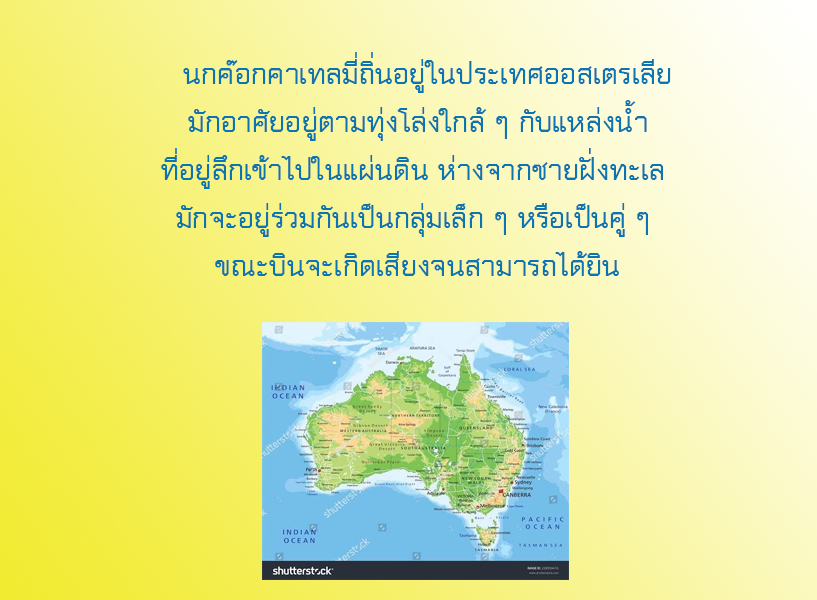 นกค๊อกคาเทลมี่ถิ่นอยู่ในประเทศออสเตรเลีย
มักอาศัยอยู่ตามทุ่งโล่งใกล้ ๆ กับแหล่งน้ำ
ที่อยู่ลึกเข้าไปในแผ่นดิน ห่างจากชายฝั่งทะเล
มักจะอยู่ร่วมกันเป็นกลุ่มเล็ก ๆ หรือเป็นคู่ ๆ
ขณะบินจะเกิดเสียงจนสามารถได้ยิน
ARAFURA SEA
CORAL SEA
INDIAN
OCEAN
NORTHERN TERRITORY
QUEENSLAND
WESTERN AUSTRALIA
SOUTH AUSTRALIA
Sydney
CANBERRA
Melbourne
INDIAN
OCEAN
PACIFIC
OCEAN
TASMAN SEA
TASMANIA
shutterstock